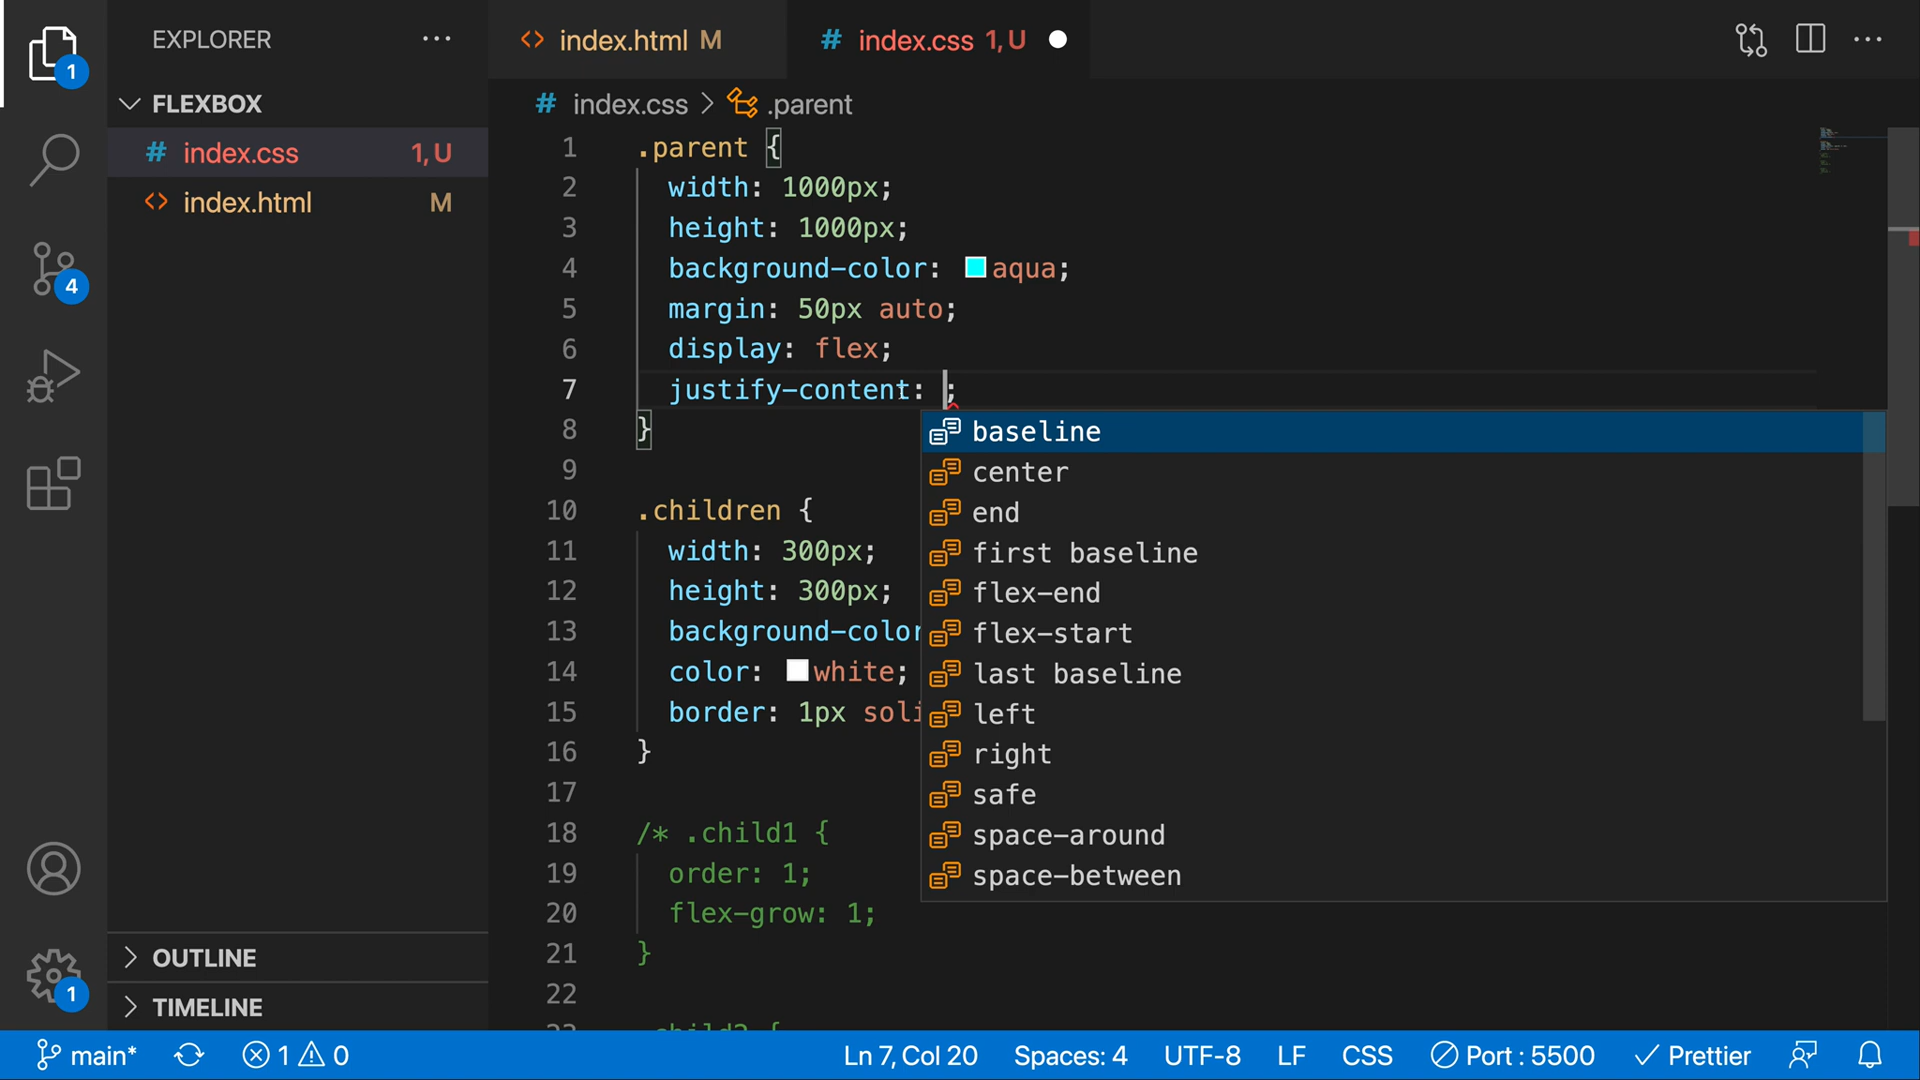 EXPLORER
index.html M
index.css 1, U
1
FLEXBOX
index.css > .parent
index.css 1, U
index.html M
4
1 .parent {
2 width: 1000px;
3 height: 1000px;
4 background-color: aqua;
5 margin: 50px auto;
6 display: flex;
7 justify-content: ;
8 }
9
10 .children {
11 width: 300px;
12 height: 300px;
13 background-color
14 color: white;
15 border: 1px soli
16 }
17
18 /* .child1 {
19 order: 1;
20 flex-grow: 1;
21 }
22
baseline
center
end
first baseline
flex-end
flex-start
last baseline
left
right
safe
space-around
space-between
OUTLINE
1
TIMELINE
main* 1 0 Ln 7, Col 20 Spaces: 4 UTF-8 LF CSS Port : 5500 Prettier